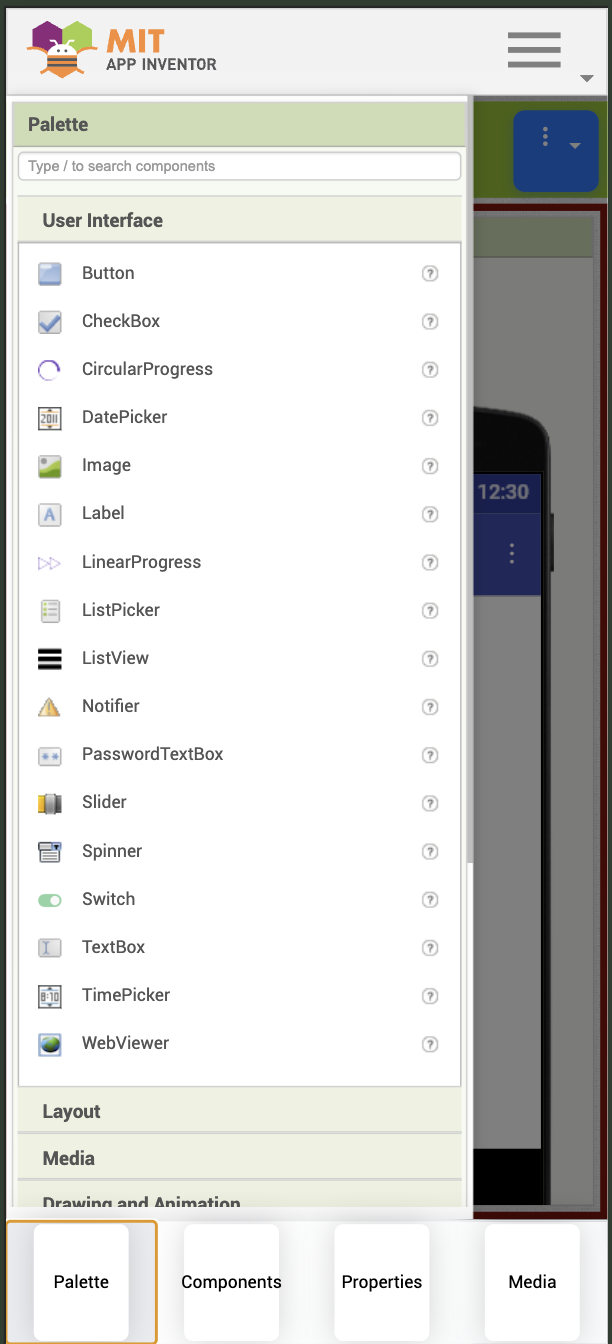 MIT
APP INVENTOR
Palette
Type / to search components
User Interface
Button
CheckBox
CircularProgress
DatePicker
Image
Label
LinearProgress
ListPicker
ListView
Notifier
PasswordTextBox
Slider
Spinner
Switch
TextBox
TimePicker
WebViewer
12:30
Layout
Media
Drawing and Animation
Palette
Components
Properties
Media